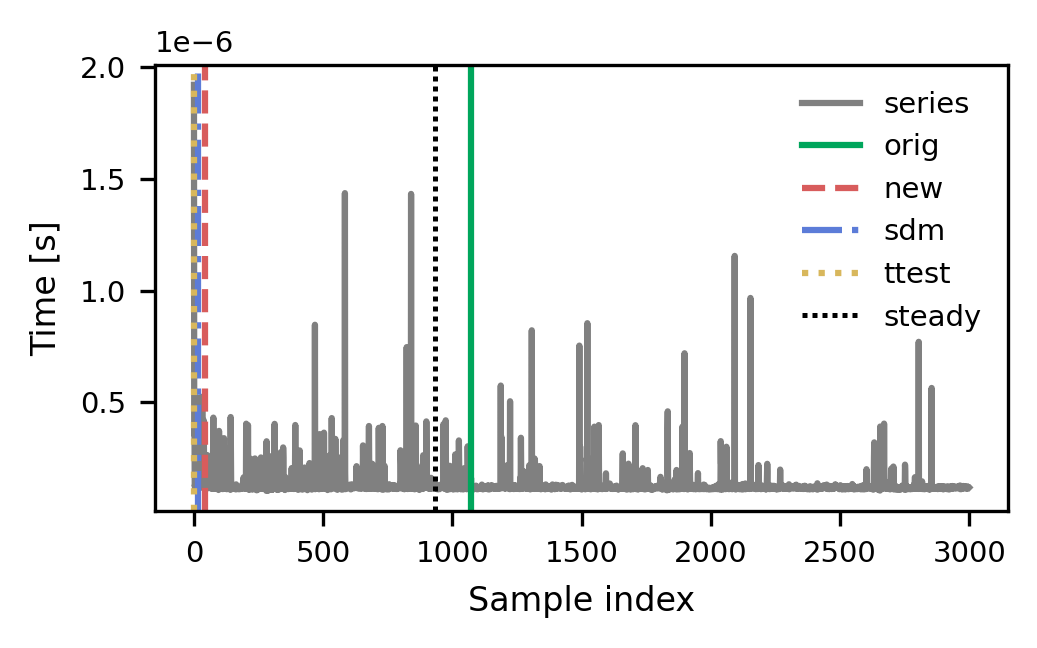 1e−6
2.0
1.5
1.0
0.5
Time [s]
series
orig
new
sdm
ttest
steady
0 500 1000 1500 2000 2500 3000
Sample index